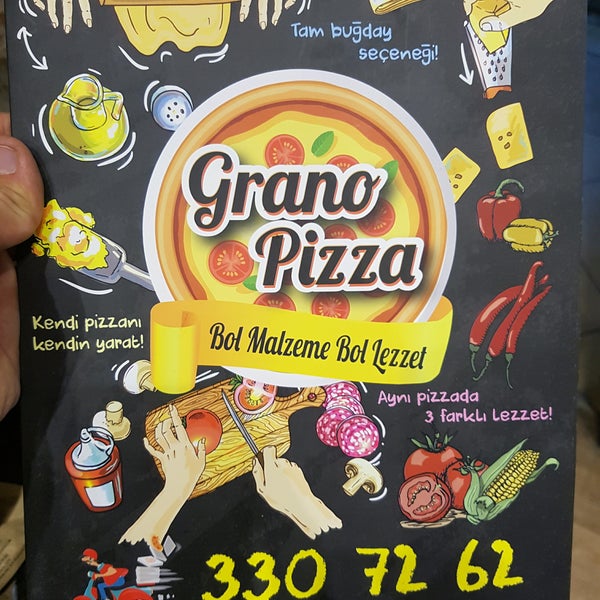 Tam buğday
seçeneği!
Grano
Pizza
Bol Malzeme Bol Lezzet
Kendi pizzanı
kendin yarat!
Aynı pizzada
3 farklı lezzet!
330 72 62